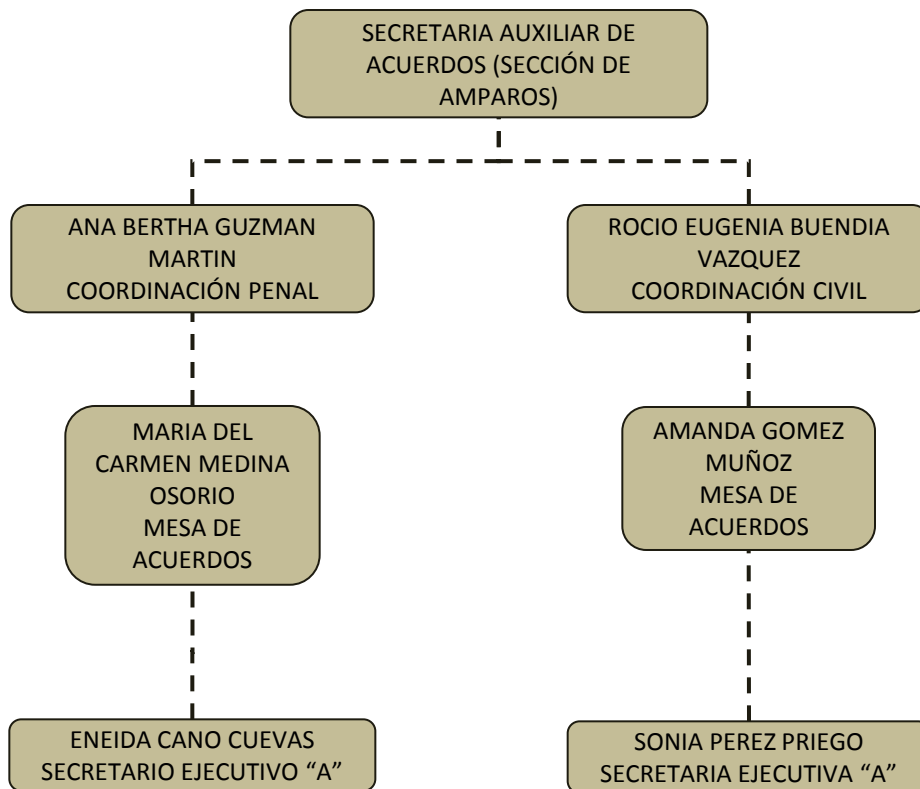 SECRETARIA AUXILIAR DE
ACUERDOS (SECCIÓN DE
AMPAROS)
ANA BERTHA GUZMAN
MARTIN
COORDINACIÓN PENAL
ROCIO EUGENIA BUENDIA
VAZQUEZ
COORDINACIÓN CIVIL
MARIA DEL
CARMEN MEDINA
OSORIO
MESA DE
ACUERDOS
AMANDA GOMEZ
MUÑOZ
MESA DE
ACUERDOS
ENEIDA CANO CUEVAS
SECRETARIO EJECUTIVO “A”
SONIA PEREZ PRIEGO
SECRETARIA EJECUTIVA “A”